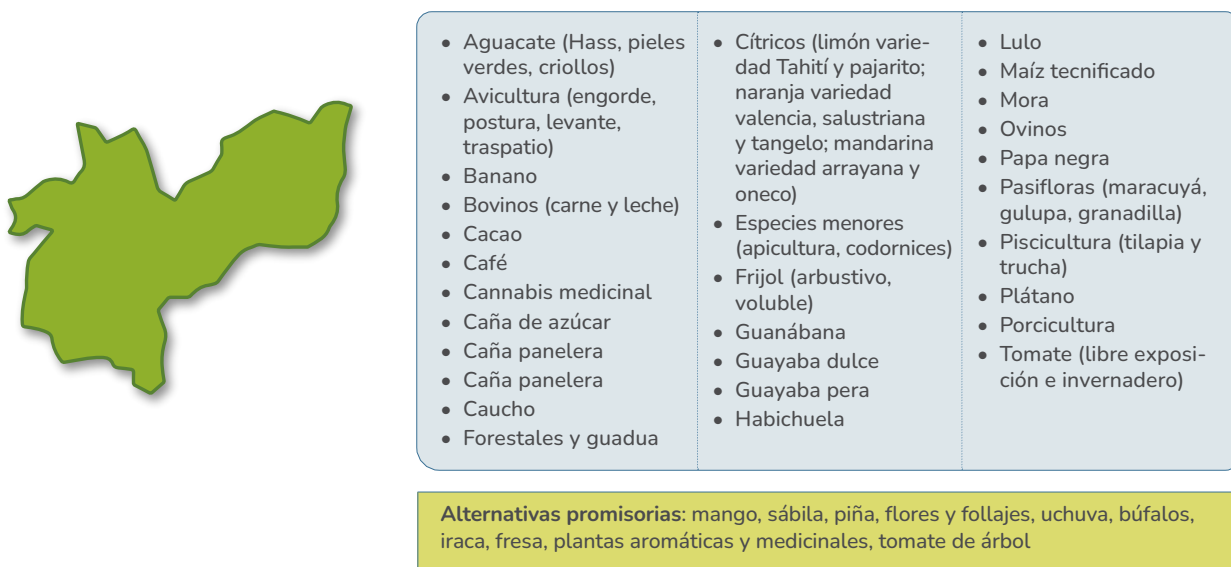 • Aguacate (Hass, pieles
verdes, criollos)
• Avicultura (engorde,
postura, levante,
traspatio)
• Banano
• Bovinos (carne y leche)
• Cacao
• Café
• Cannabis medicinal
• Caña de azúcar
• Caña panelera
• Caña panelera
• Caucho
• Forestales y guadua
• Cítricos (limón varie-
dad Tahití y pajarito;
naranja variedad
valencia, salustriana
y tangelo; mandarina
variedad arrayana y
oneco)
• Especies menores
(apicultura, codornices)
• Frijol (arbustivo,
voluble)
• Guanábana
• Guayaba dulce
• Guayaba pera
• Habichuela
• Lulo
• Maíz tecnificado
• Mora
• Ovinos
• Papa negra
• Pasifloras (maracuyá,
gulupa, granadilla)
• Piscicultura (tilapia y
trucha)
• Plátano
• Porcicultura
• Tomate (libre exposi-
ción e invernadero)
Alternativas promisorias: mango, sábila, piña, flores y follajes, uchuva, búfalos,
iraca, fresa, plantas aromáticas y medicinales, tomate de árbol